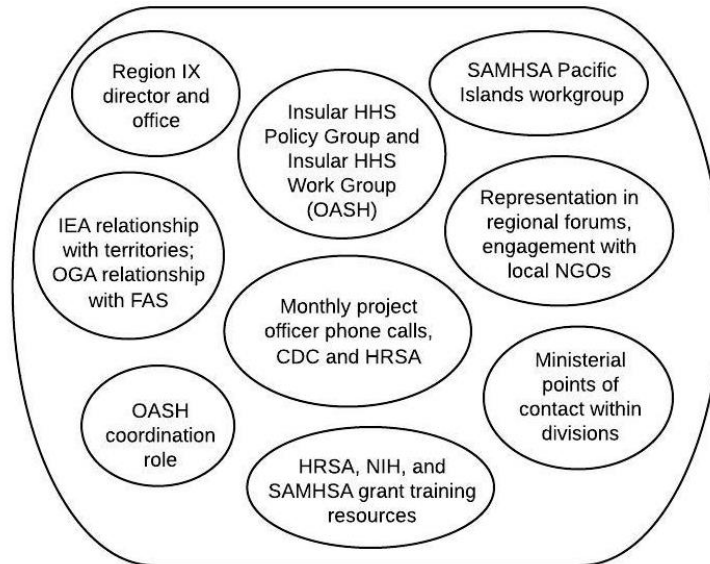 Region IX
director and
office
Insular HHS
Policy Group and
Insular HHS
Work Group
(OASH)
SAMHSA Pacific
Islands workgroup
IEA relationship
with territories;
OGA relationship
with FAS
Representation in
regional forums,
engagement with
local NGOs
Monthly project
officer phone calls,
CDC and HRSA
OASH
coordination
role
Ministerial
points of
contact within
divisions
HRSA, NIH, and
SAMHSA grant training
resources